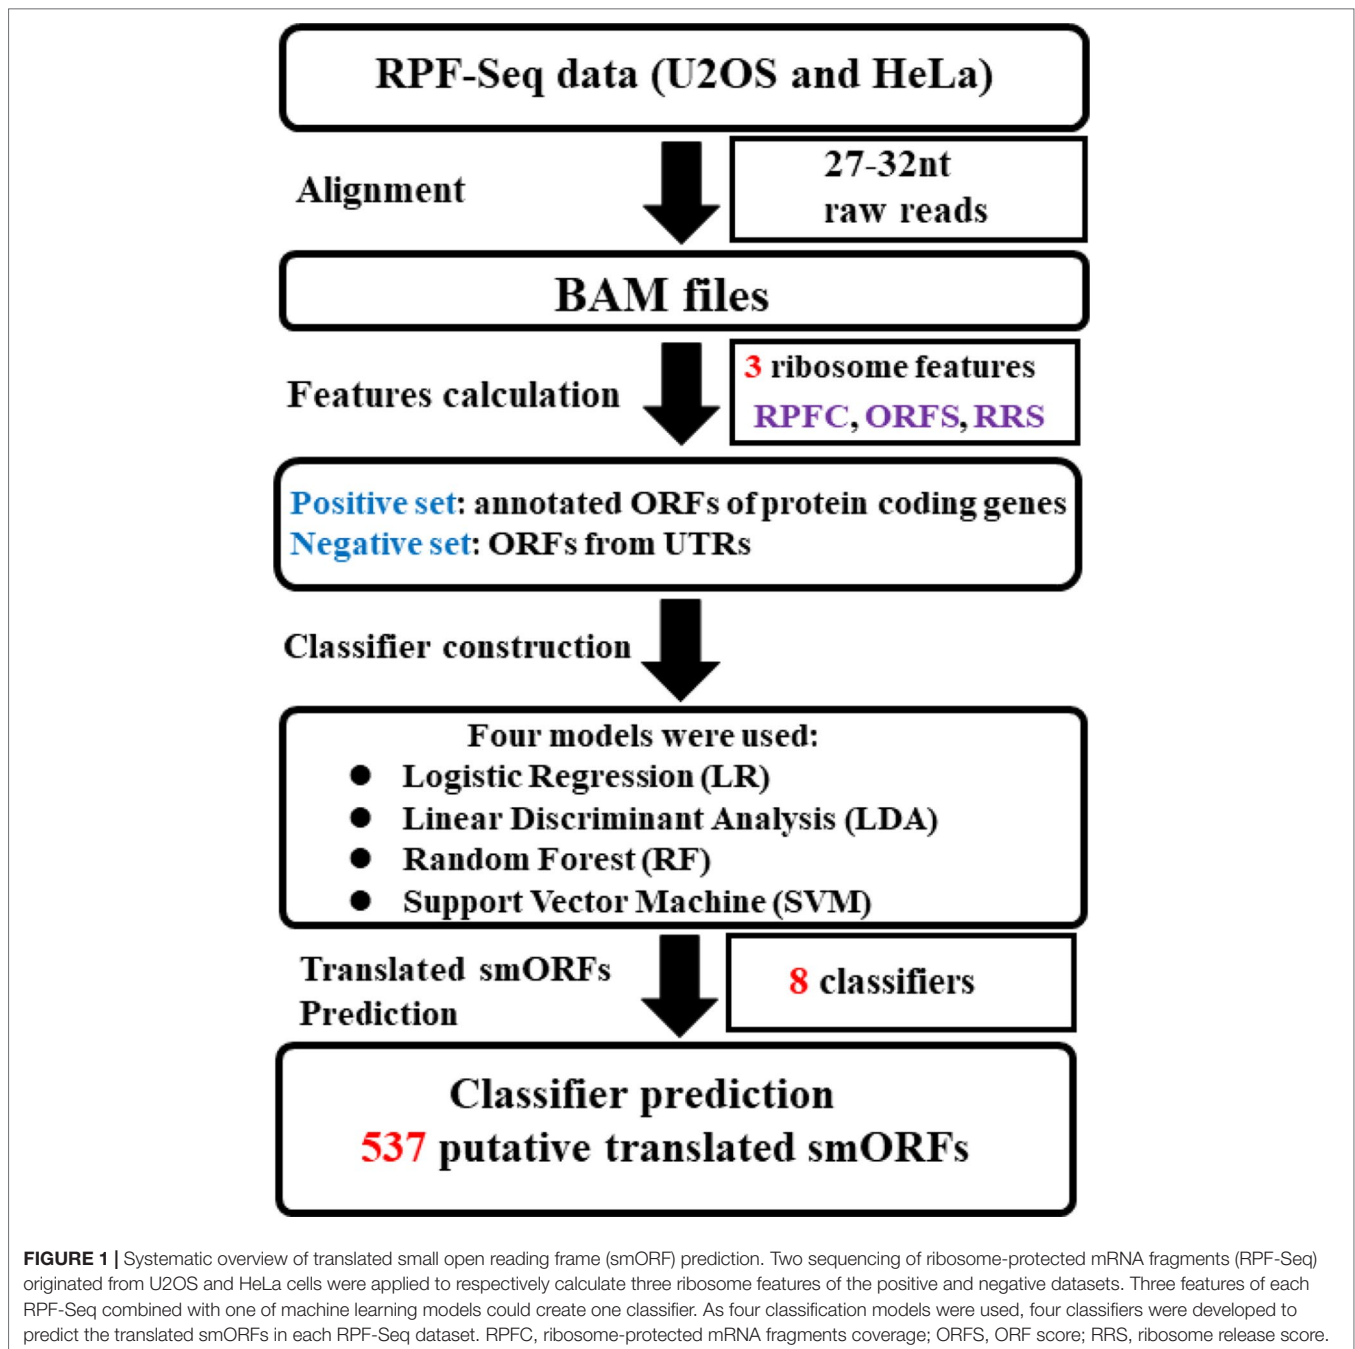 RPF-Seq data (U2OS and HeLa)
Alignment
27-32nt
raw reads
BAM files
Features calculation
3 ribosome features
RPFC, ORFS, RRS
Positive set: annotated ORFs of protein coding genes
Negative set: ORFs from UTRs
Classifier construction
Four models were used:
● Logistic Regression (LR)
● Linear Discriminant Analysis (LDA)
● Random Forest (RF)
● Support Vector Machine (SVM)
Translated smORFs
Prediction
8 classifiers
Classifier prediction
537 putative translated smORFs
FIGURE 1 | Systematic overview of translated small open reading frame (smORF) prediction. Two sequencing of ribosome-protected mRNA fragments (RPF-Seq)
originated from U2OS and HeLa cells were applied to respectively calculate three ribosome features of the positive and negative datasets. Three features of each
RPF-Seq combined with one of machine learning models could create one classifier. As four classification models were used, four classifiers were developed to
predict the translated smORFs in each RPF-Seq dataset. RPFC, ribosome-protected mRNA fragments coverage; ORFS, ORF score; RRS, ribosome release score.